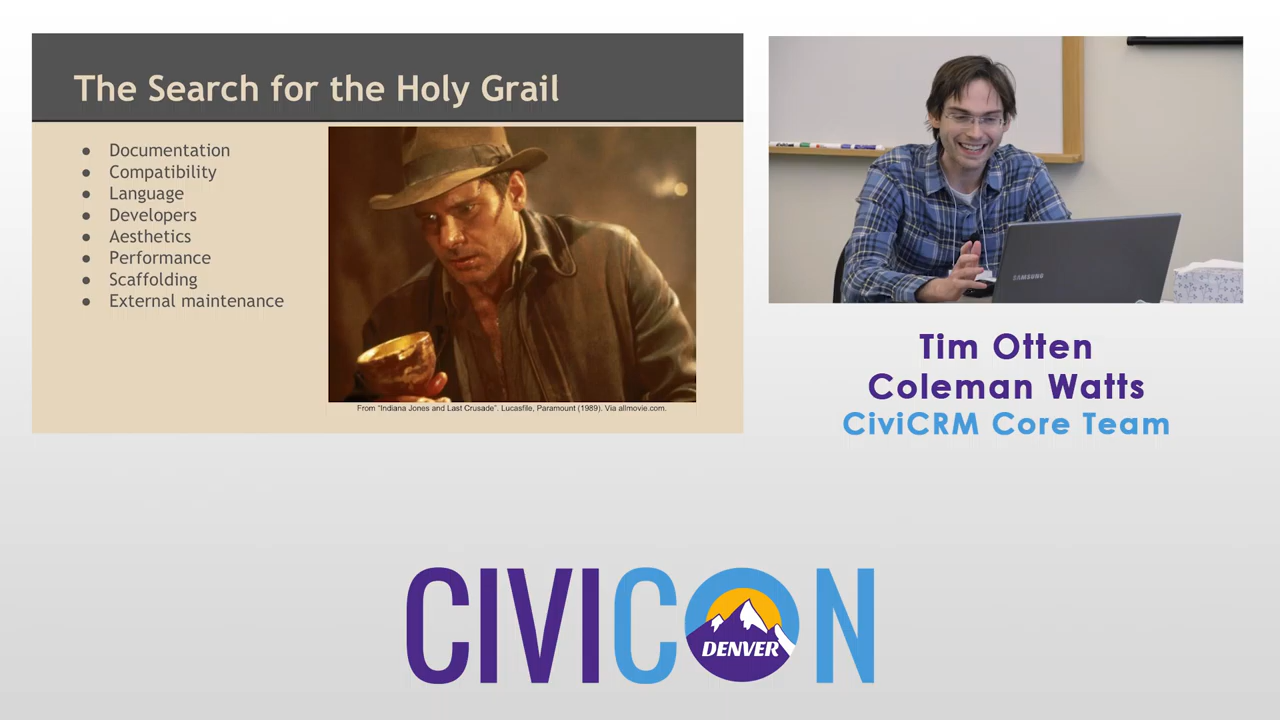 The Search for the Holy Grail
● Documentation
● Compatibility
● Language
● Developers
● Aesthetics
● Performance
● Scaffolding
● External maintenance
From "Indiana Jones and Last Crusade". Lucasfile, Paramount (1989). Via allmovie.com.
SAMSUNG
Tim Otten
Coleman Watts
CiviCRM Core Team
CIVICON
DENVER